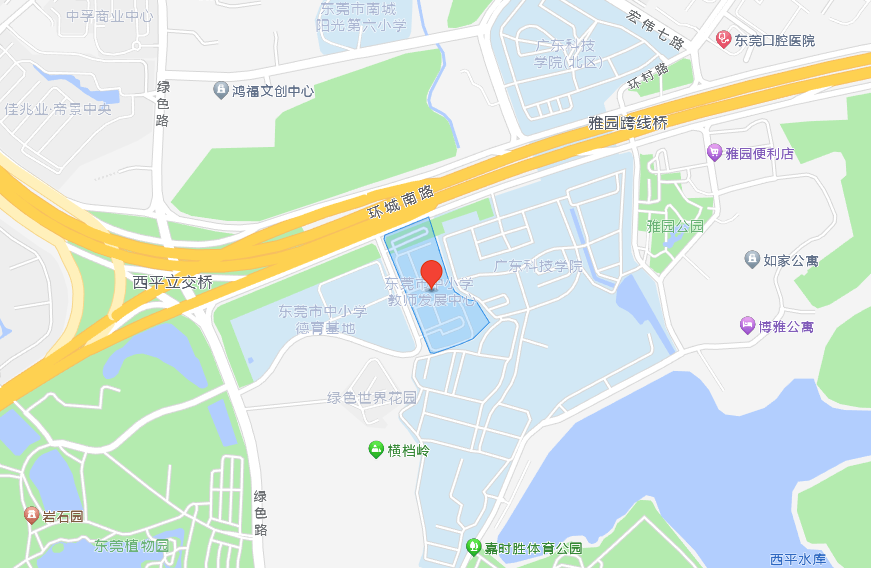 中孚商业中心
东莞市南城
阳光第六小学
宏伟七路
广东科技
学院(北区)
东莞口腔医院
环村路
绿色路
鸿福文创中心
佳兆业·帝景中央
雅园跨线桥
雅园便利店
环城南路
雅园公园
如家公寓
广东科技学院
西平立交桥
东莞市中小学
教师发展中心
东莞市中小学
德育基地
博雅公寓
绿色世界花园
横档岭
绿色路
岩石园
东莞植物园
嘉时胜体育公园
西平水库